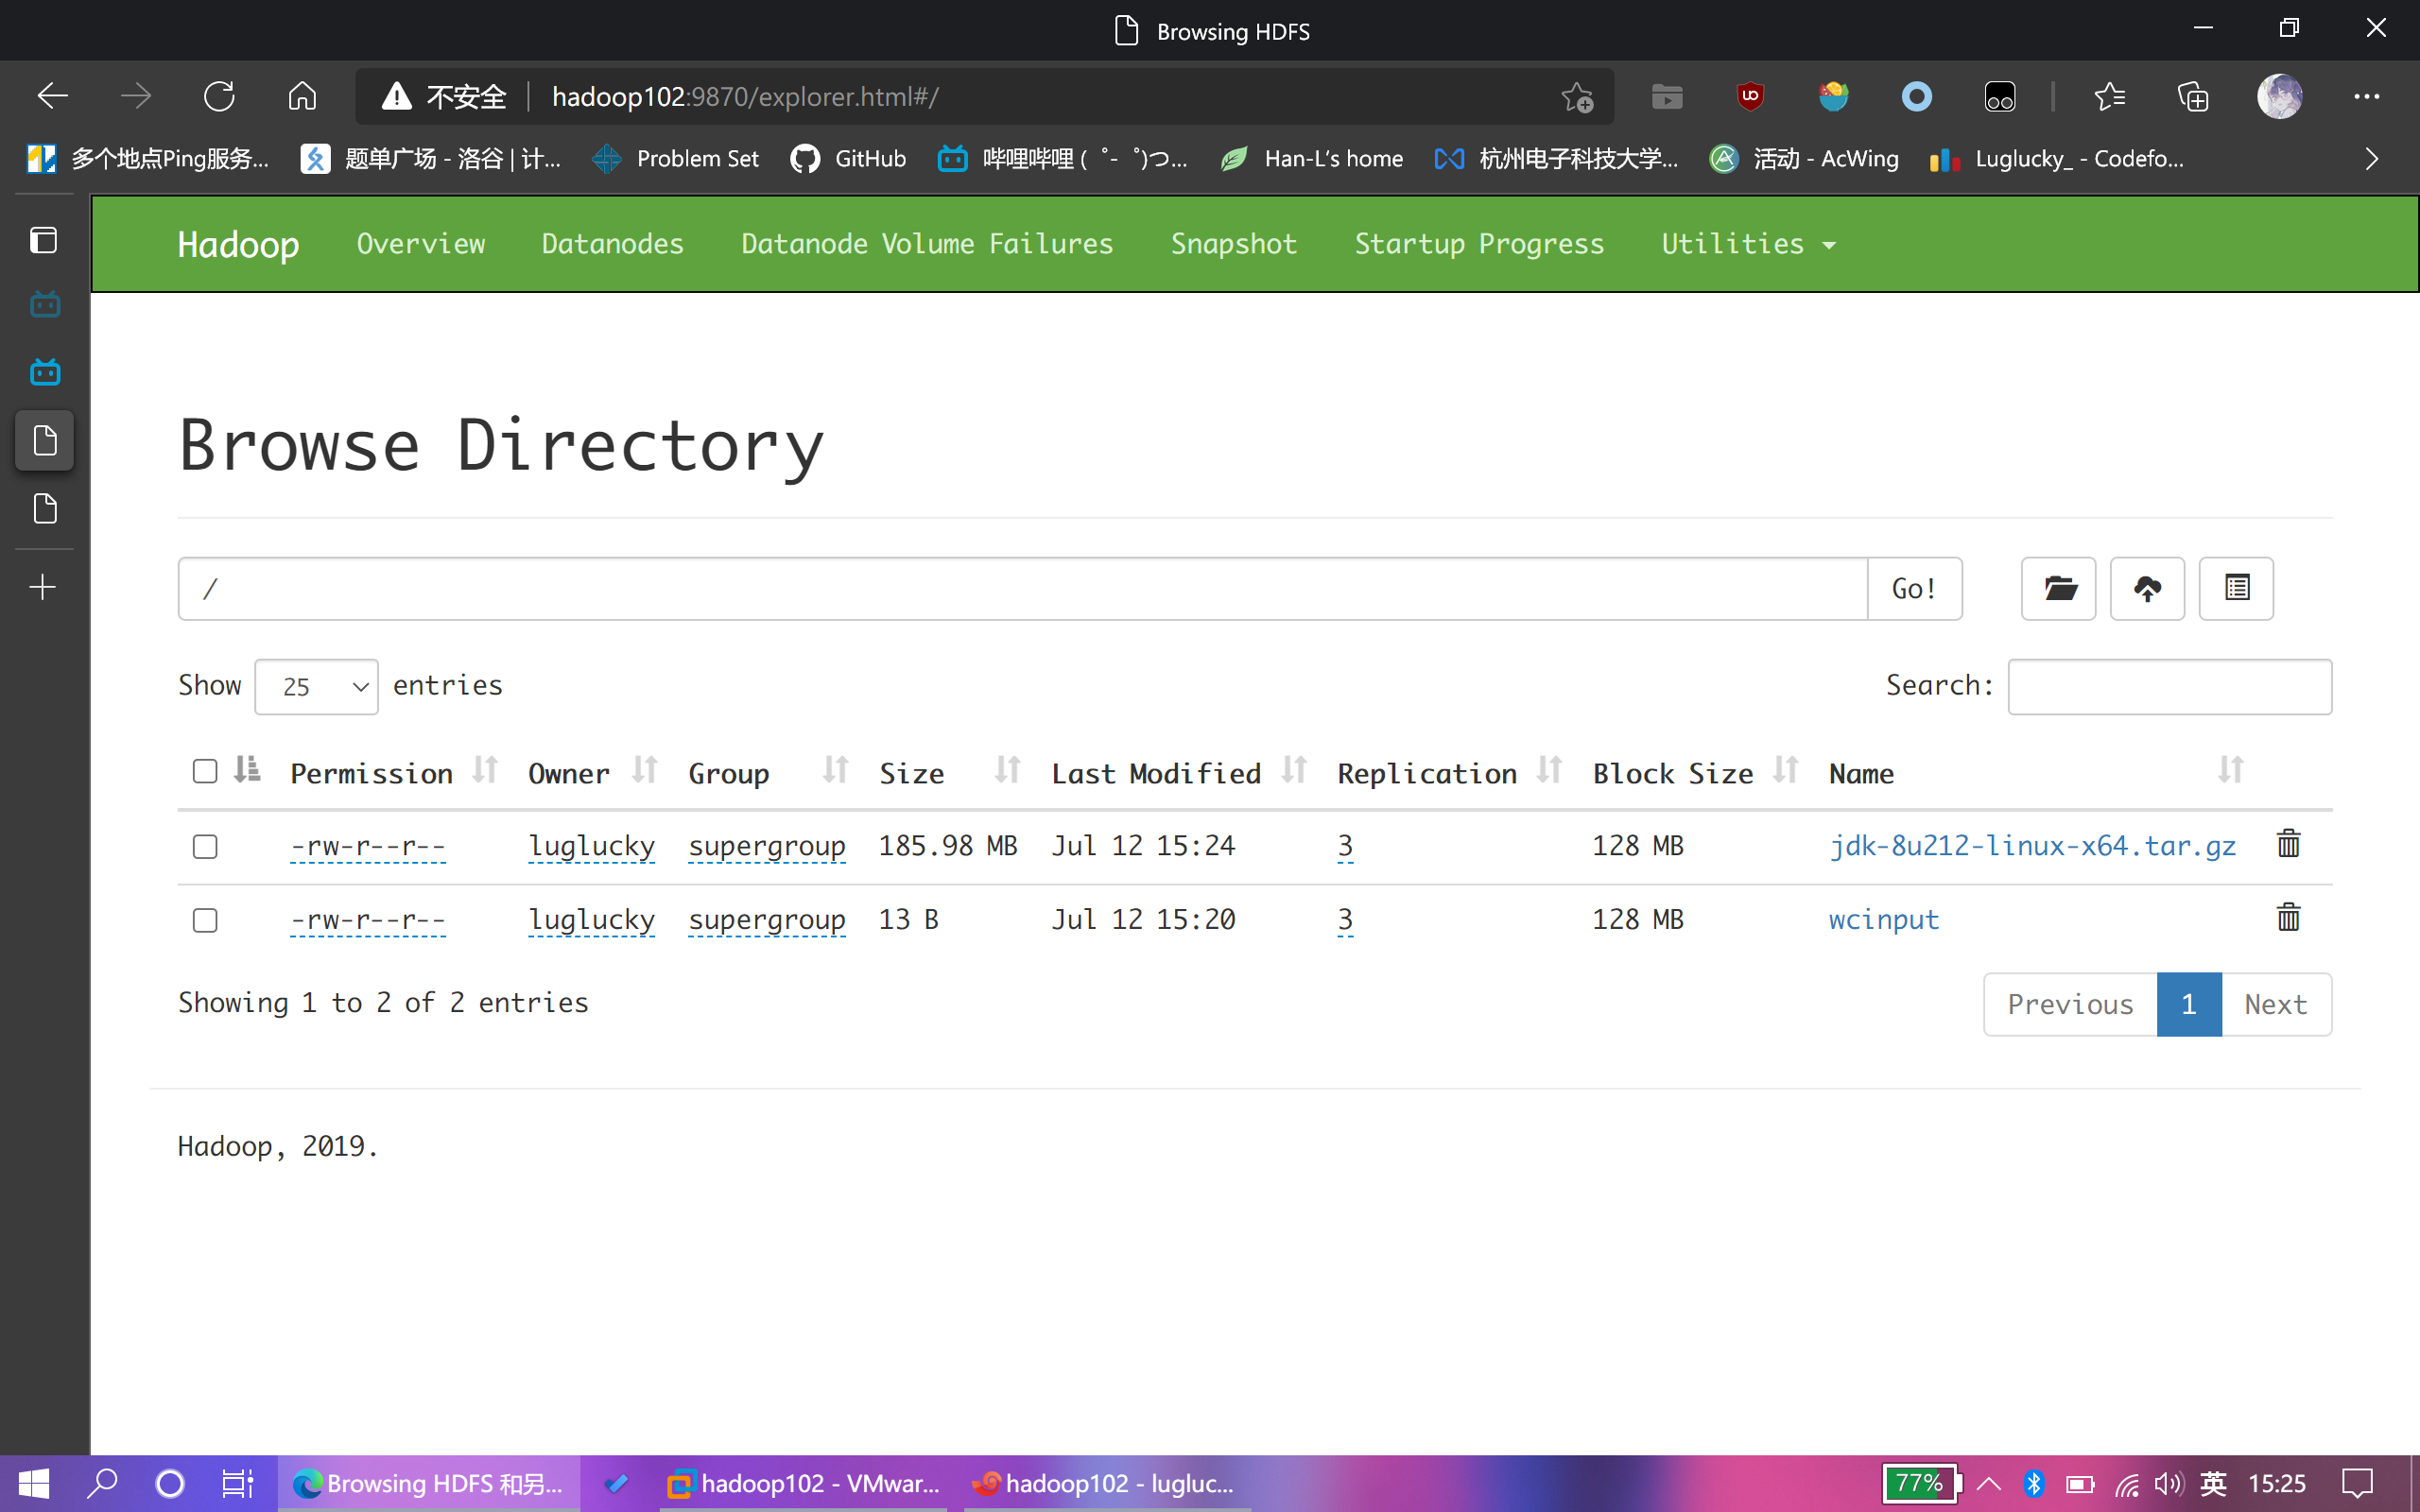 Browsing HDFS
不安全 hadoop102:9870/explorer.html#/
多个地点Ping服务... 题单广场 - 洛谷 | 计... Problem Set GitHub 哔哩哔哩 ( ゜- ゜)つ... Han-L's home 杭州电子科技大学... 活动 - AcWing Luglucky_ - Codefo...
Hadoop Overview Datanodes Datanode Volume Failures Snapshot Startup Progress Utilities
Browse Directory
/ Go!
Show 25 entries Search:
Permission Owner Group Size Last Modified Replication Block Size Name
-rw-r--r-- luglucky supergroup 185.98 MB Jul 12 15:24 3 128 MB jdk-8u212-linux-x64.tar.gz
-rw-r--r-- luglucky supergroup 13 B Jul 12 15:20 3 128 MB wcinput
Showing 1 to 2 of 2 entries Previous 1 Next
Hadoop, 2019.
Browsing HDFS 和另... hadoop102 - VMwar... hadoop102 - lugluc... 77% 英 15:25